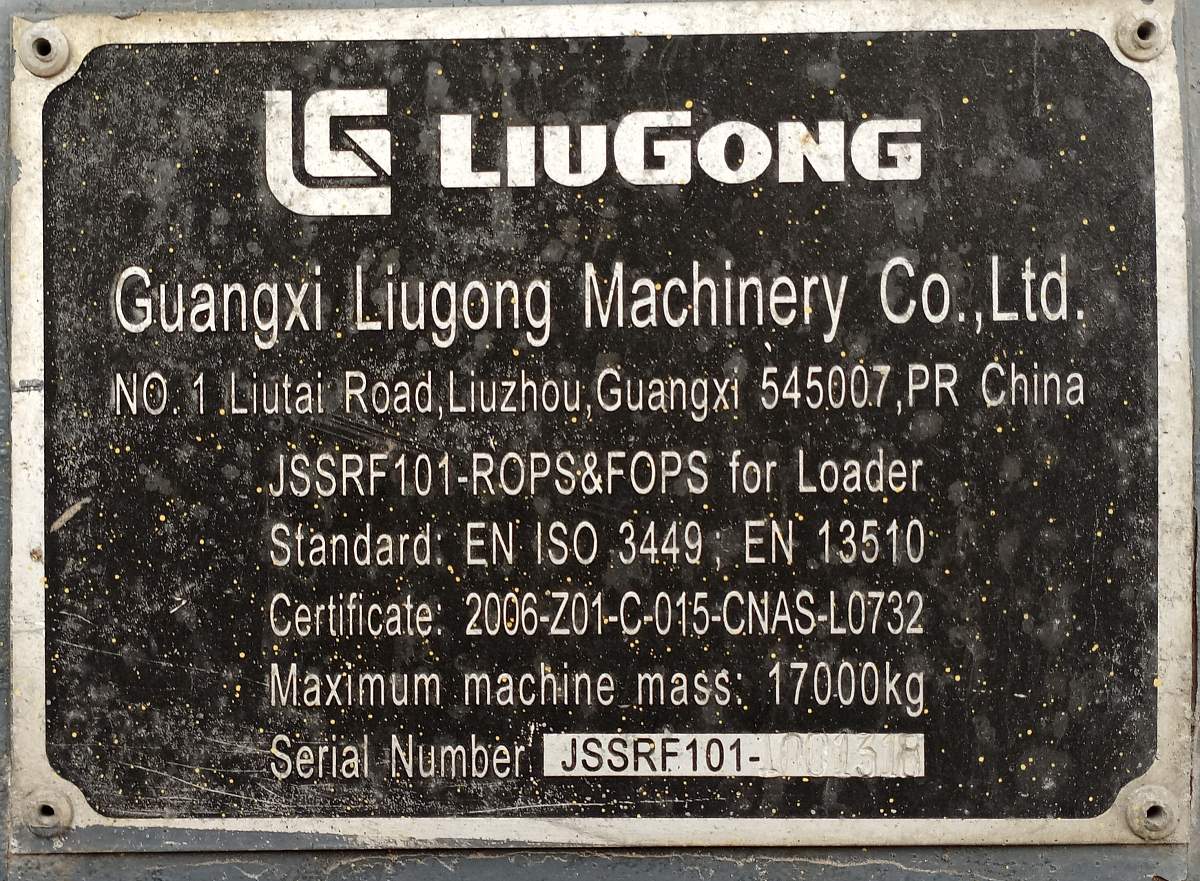 LG LIUGONG
Guangxi Liugong Machinery Co.,Ltd.
NO. 1 Liutai Road,Liuzhou,Guangxi 545007,PR China
JSSRF101-ROPS&FOPS for Loader
Standard: EN ISO 3449; EN 13510
Certificate: 2006-Z01-C-015-CNAS-L0732
Maximum machine mass: 17000kg
Serial Number: JSSRF101-